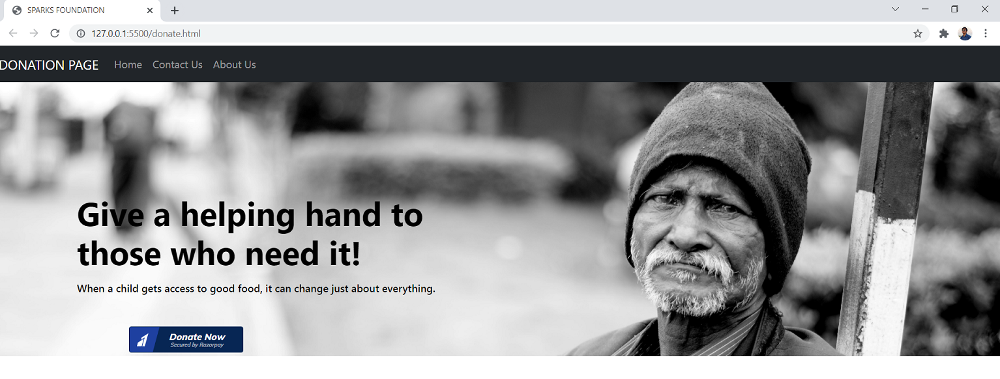 SPARKS FOUNDATION
127.0.0.1:5500/donate.html
DONATION PAGE Home Contact Us About Us
Give a helping hand to
those who need it!
When a child gets access to good food, it can change just about everything.
Donate Now
Secured by Razorpay